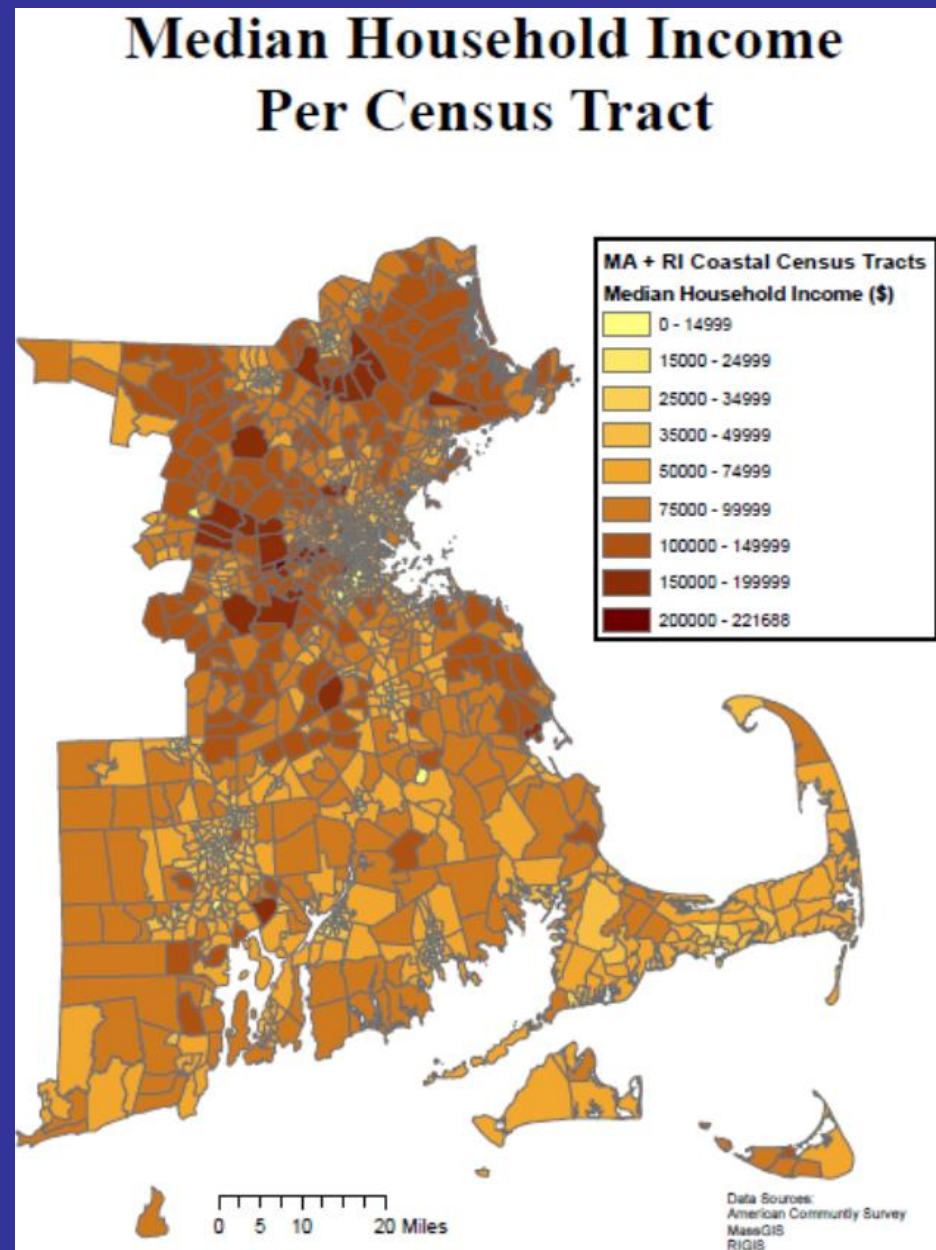 Median Household Income
Per Census Tract
MA + RI Coastal Census Tracts
Median Household Income ($)
0 - 14999
15000 - 24999
25000 - 34999
35000 - 49999
50000 - 74999
75000 - 99999
100000 - 149999
150000 - 199999
200000 - 221688
0 5 10 20 Miles
Data Sources:
American Communtiy Survey
MassGIS
RIGIS